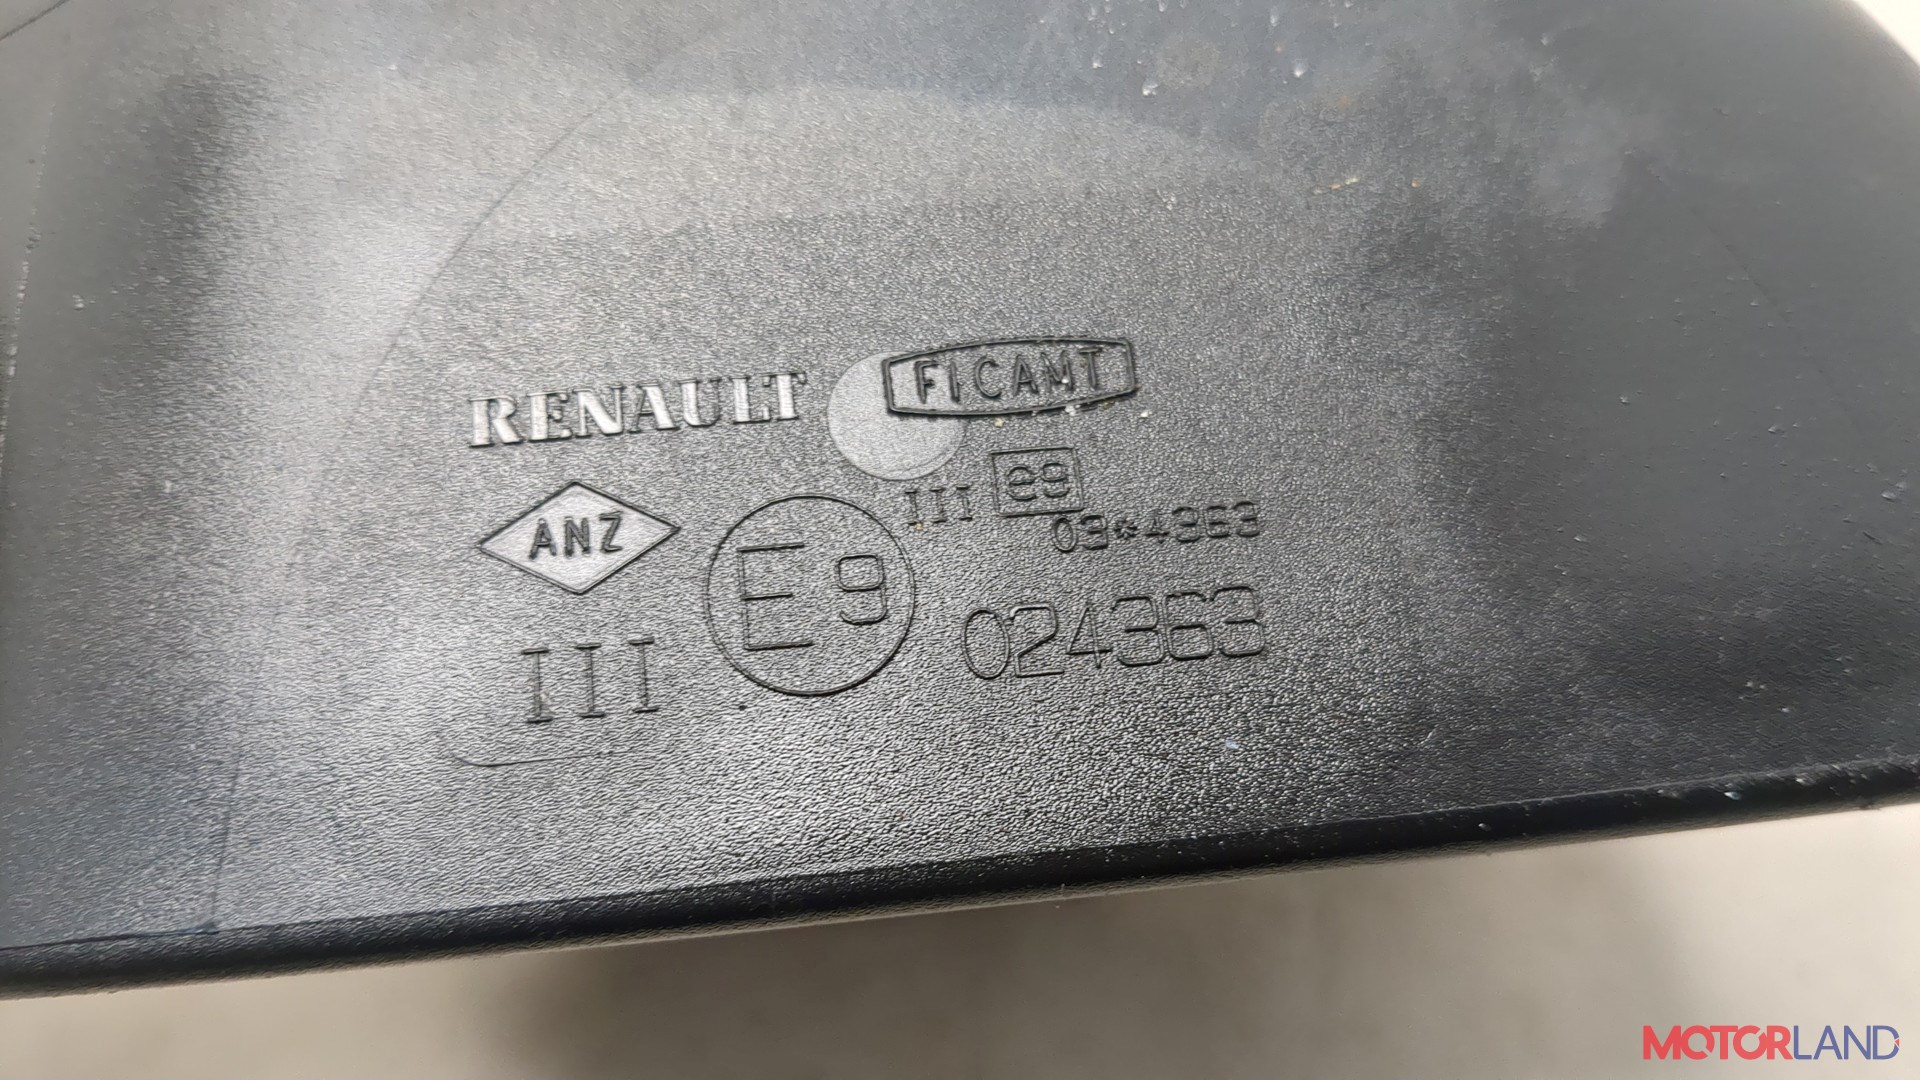 RENAULT FICAMT
ANZ
III e9
03*4363
III E9 024363
MOTORLAND